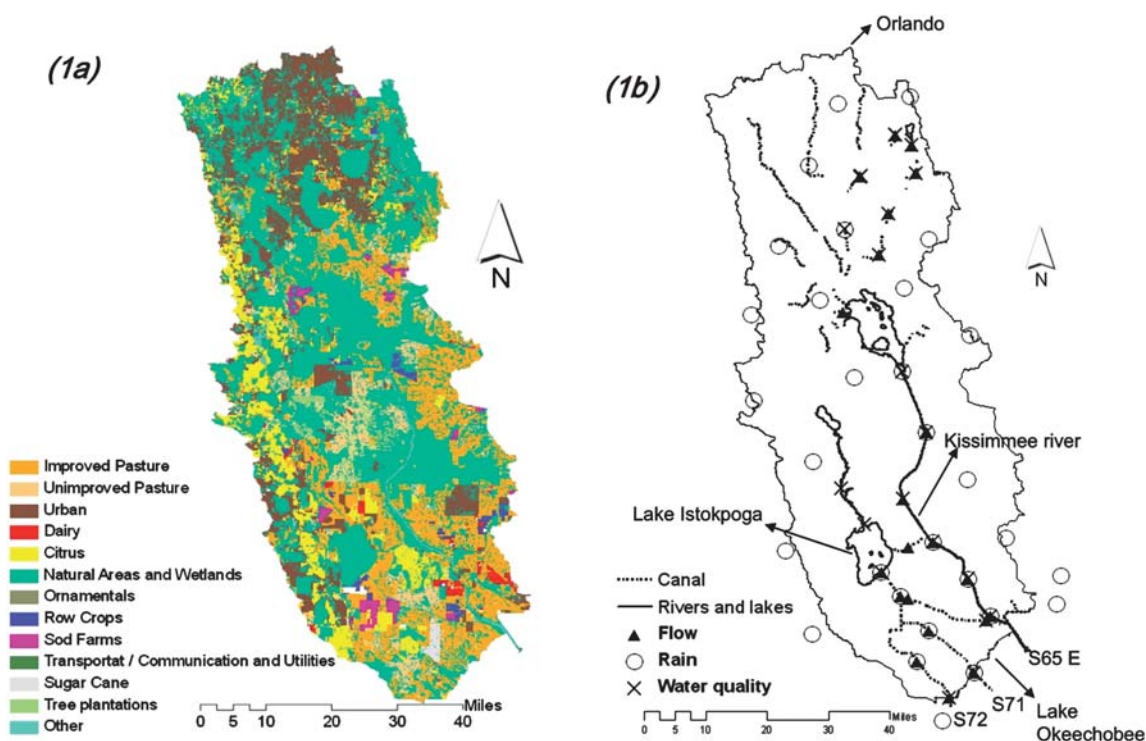 (1a)
N
Improved Pasture
Unimproved Pasture
Urban
Dairy
Citrus
Natural Areas and Wetlands
Ornamentals
Row Crops
Sod Farms
Transportat / Communication and Utilities
Sugar Cane
Tree plantations
Other
Miles
0 5 10 20 30 40
(1b)
Orlando
N
Kissimmee river
Lake Istokpoga
Canal
Rivers and lakes
Flow
Rain
Water quality
S65 E
S71
S72
Lake
Okeechobee
0 5 10 20 30 40
Miles